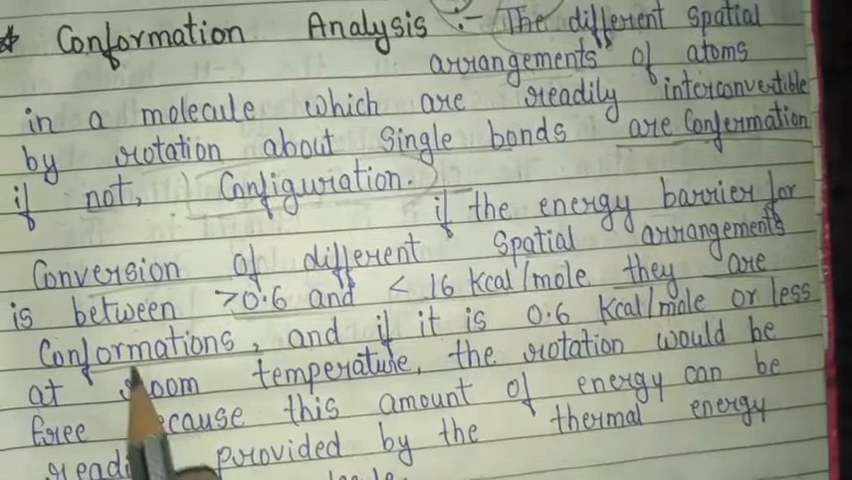 * Conformation Analysis :- The different Spatial
arrangements of atoms
in a molecule which are readily interconvertible
by rotation about Single bonds are Confermation
if not, Configuration.
if the energy barrier for
Conversion of different Spatial arrangements
is between >0.6 and < 16 Kcal/mole they are
Conformations, and if it is 0.6 Kcal/mole or less
at room temperature, the rotation would be
free because this amount of energy can be
provided by the thermal energy